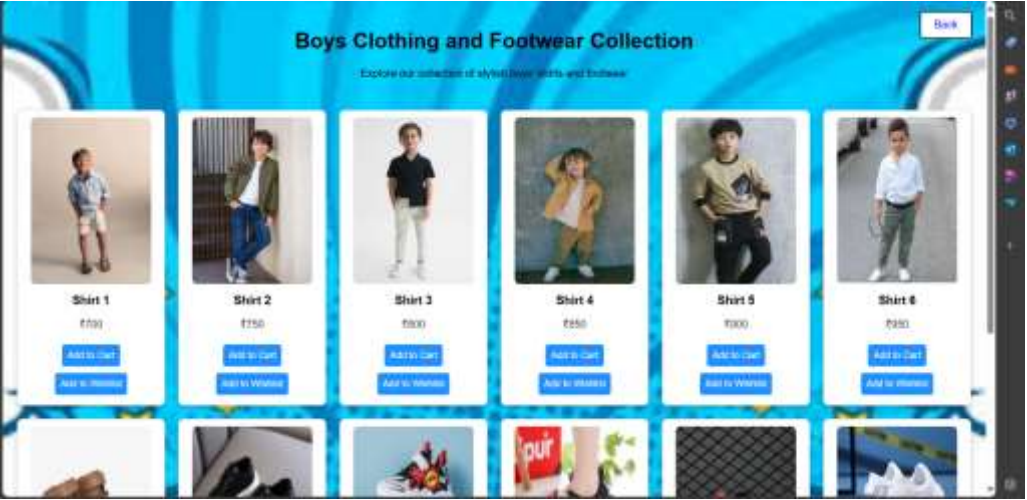 Back
Boys Clothing and Footwear Collection
Explore our collection of stylish boys' shirts and footwear
Shirt 1
Shirt 2
Shirt 3
Shirt 4
Shirt 5
Shirt 6
₹700
₹750
₹800
₹850
₹900
₹950
Add to Cart
Add to Cart
Add to Cart
Add to Cart
Add to Cart
Add to Cart
Add to Wishlist
Add to Wishlist
Add to Wishlist
Add to Wishlist
Add to Wishlist
Add to Wishlist
pur